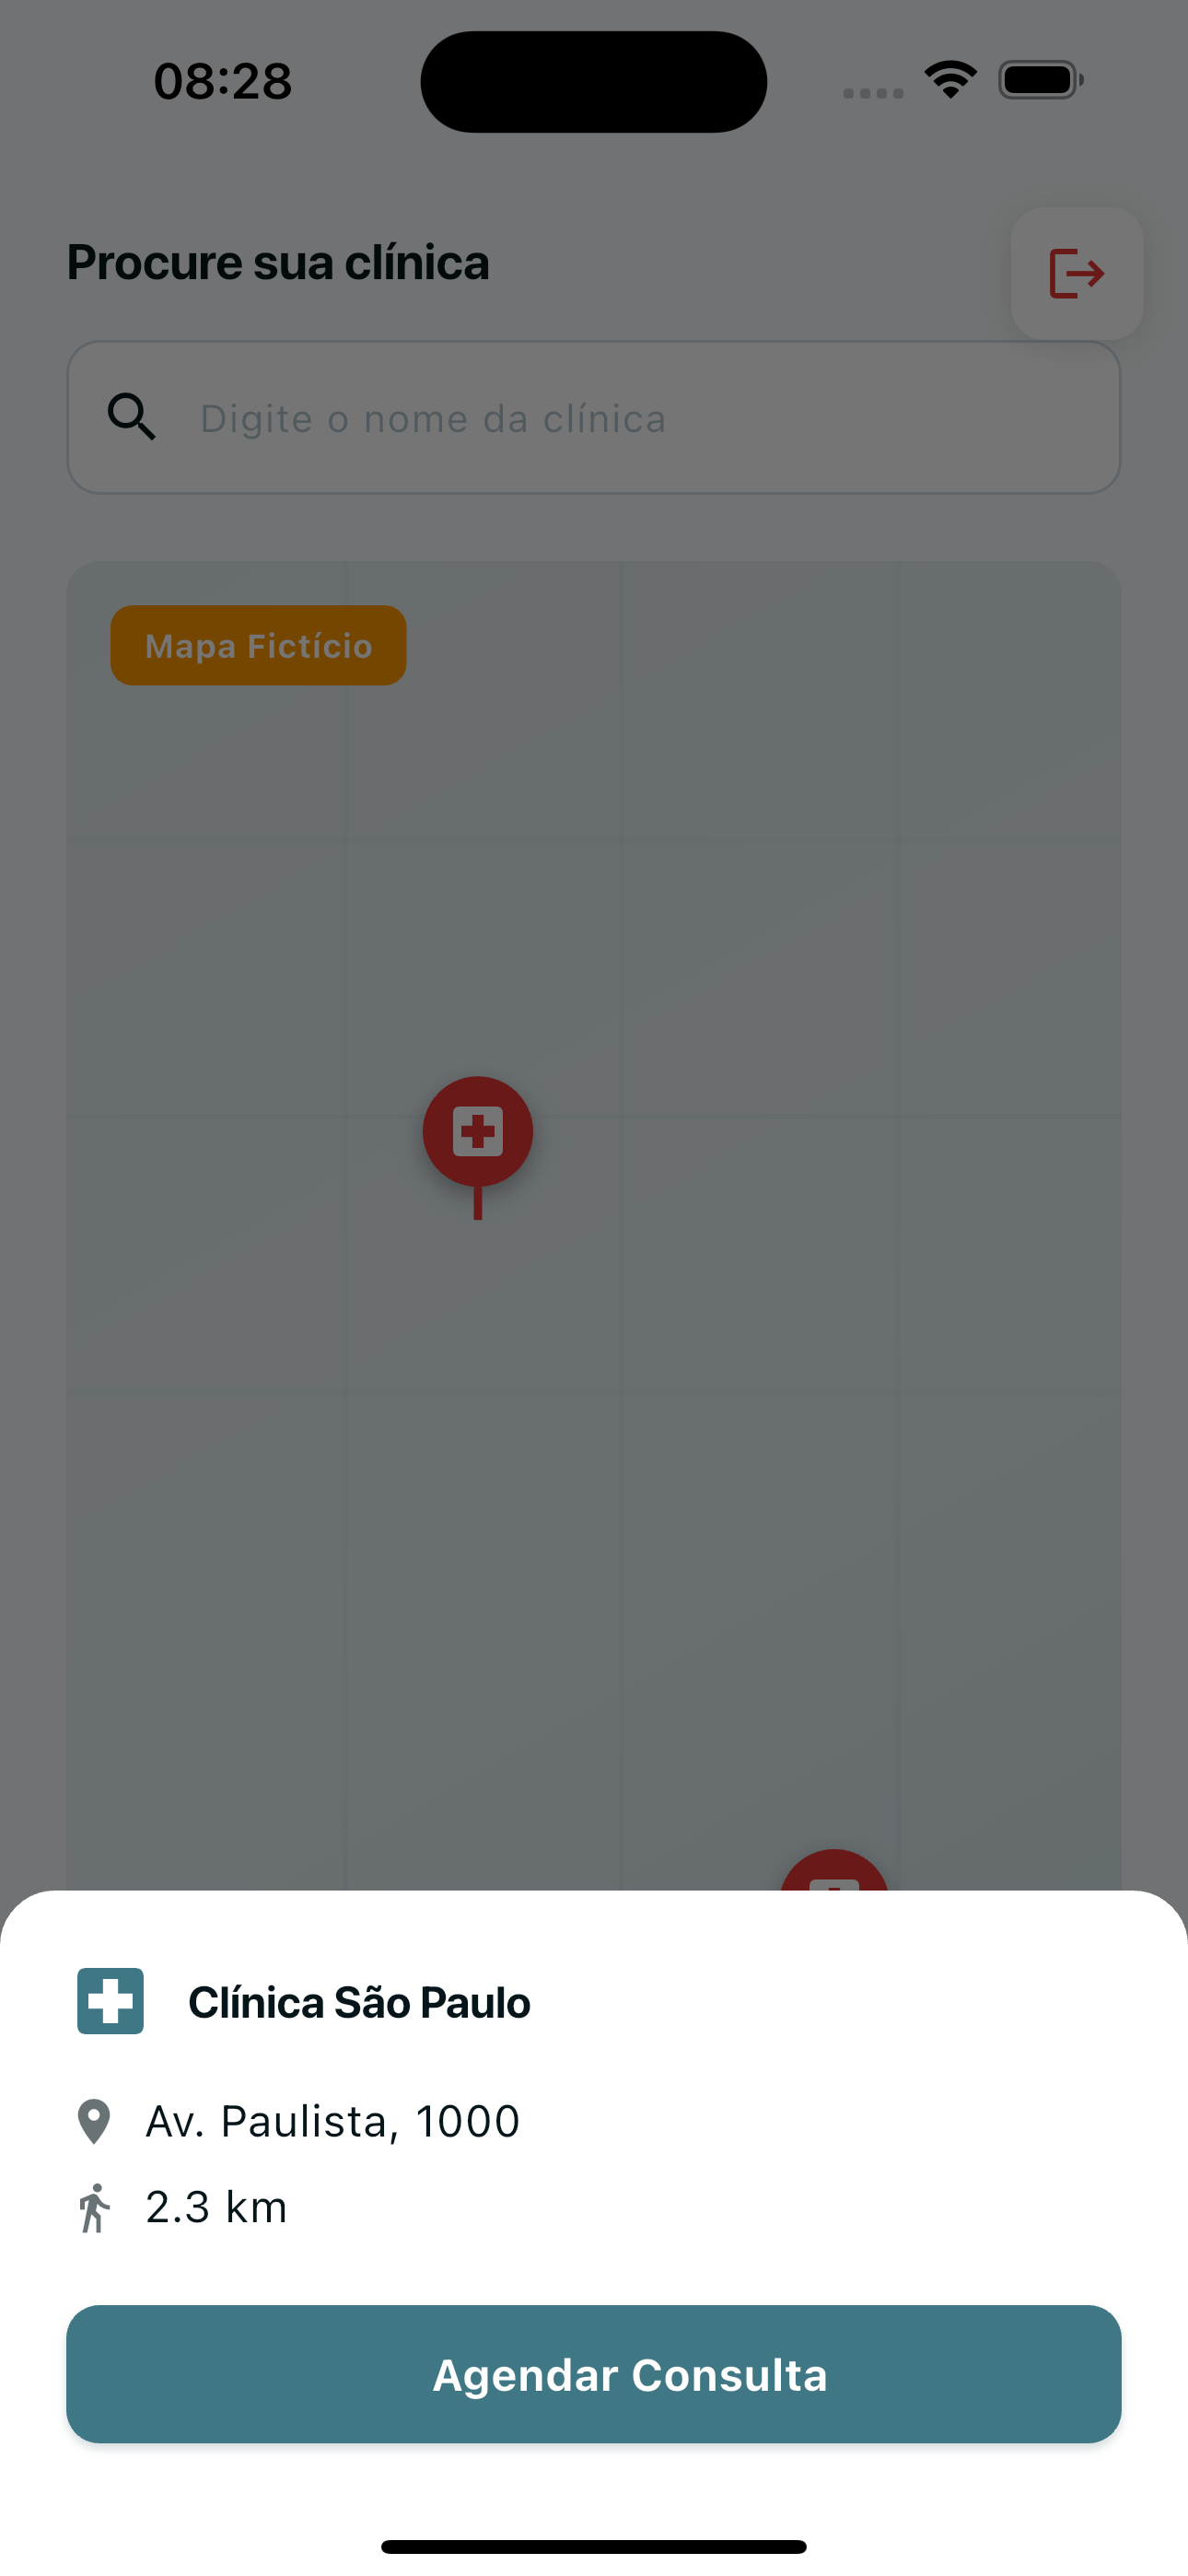 08:28
Procure sua clínica
Digite o nome da clínica
Mapa Fictício
Clínica São Paulo
Av. Paulista, 1000
2.3 km
Agendar Consulta